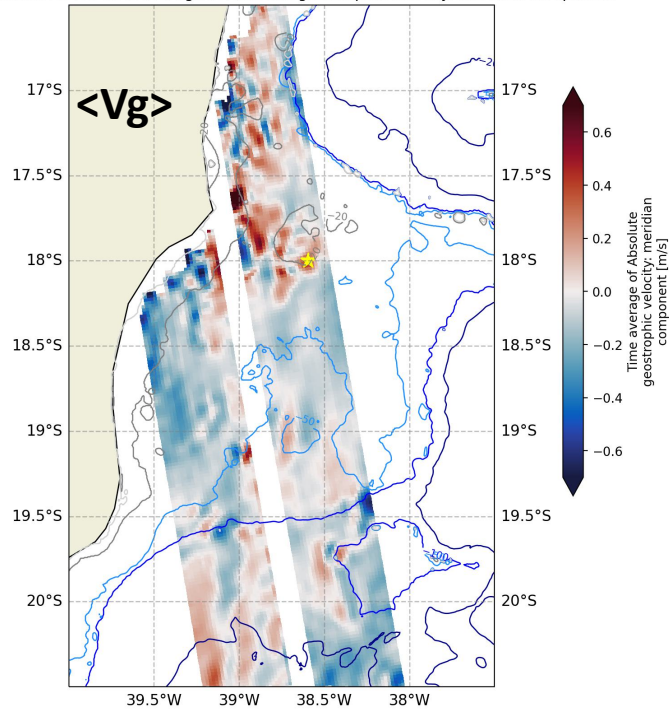 <Vg>
17°S
17°S
17.5°S
17.5°S
18°S
18°S
18.5°S
18.5°S
19°S
19°S
19.5°S
19.5°S
20°S
20°S
39.5°W
39°W
38.5°W
38°W
−20
−20
−50
0.6
0.4
0.2
0.0
−0.2
−0.4
−0.6
Time average of Absolute
geostrophic velocity: meridian
component [m/s]